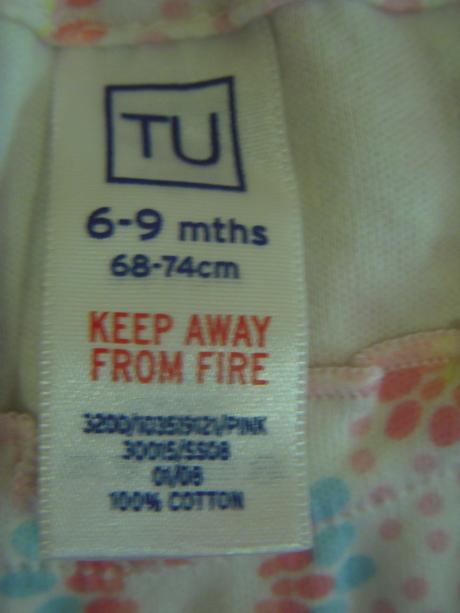 TU
6-9 mths
68-74cm
KEEP AWAY
FROM FIRE
30015/SS08
01/08
100% COTTON